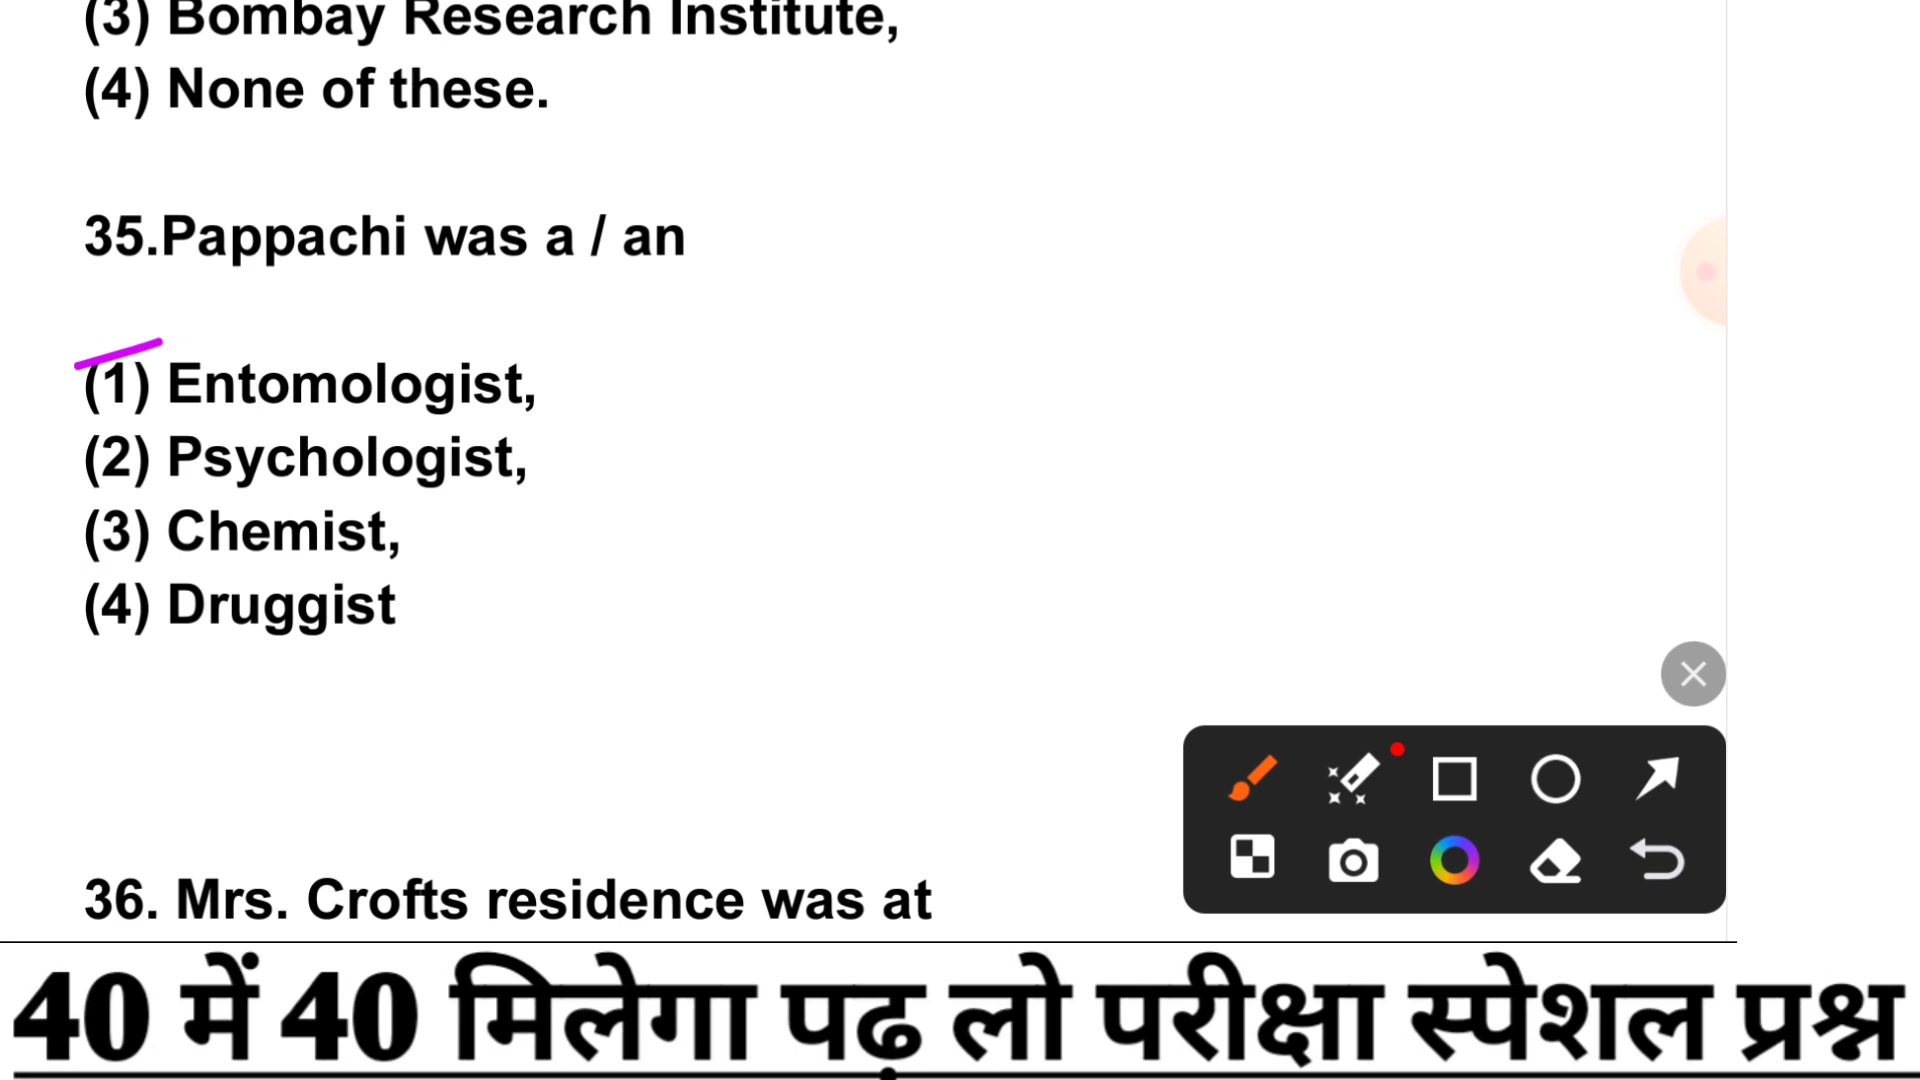 (3) Bombay Research Institute,
(4) None of these.
35.Pappachi was a / an
(1) Entomologist,
(2) Psychologist,
(3) Chemist,
(4) Druggist
36. Mrs. Crofts residence was at
40 में 40 मिलेगा पढ़ लो परीक्षा स्पेशल प्रश्न